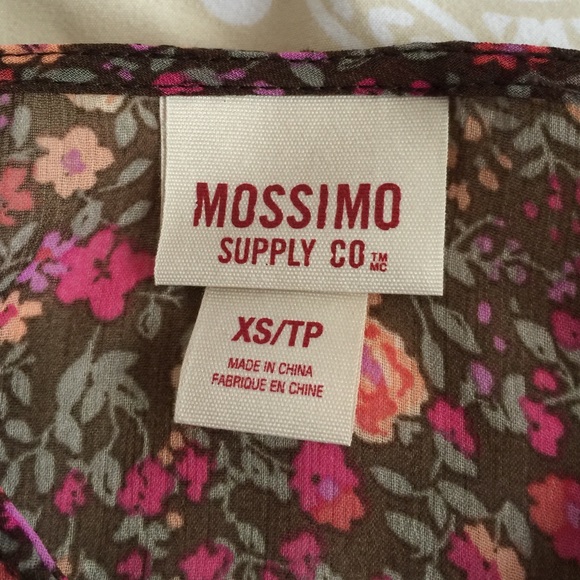 MOSSIMO
SUPPLY CO ™ MC
XS/TP
MADE IN CHINA
FABRIQUE EN CHINE